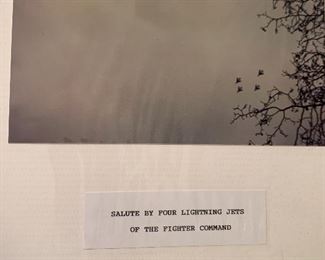 SALUTE BY FOUR LIGHTNING JETS
OF THE FIGHTER COMMAND